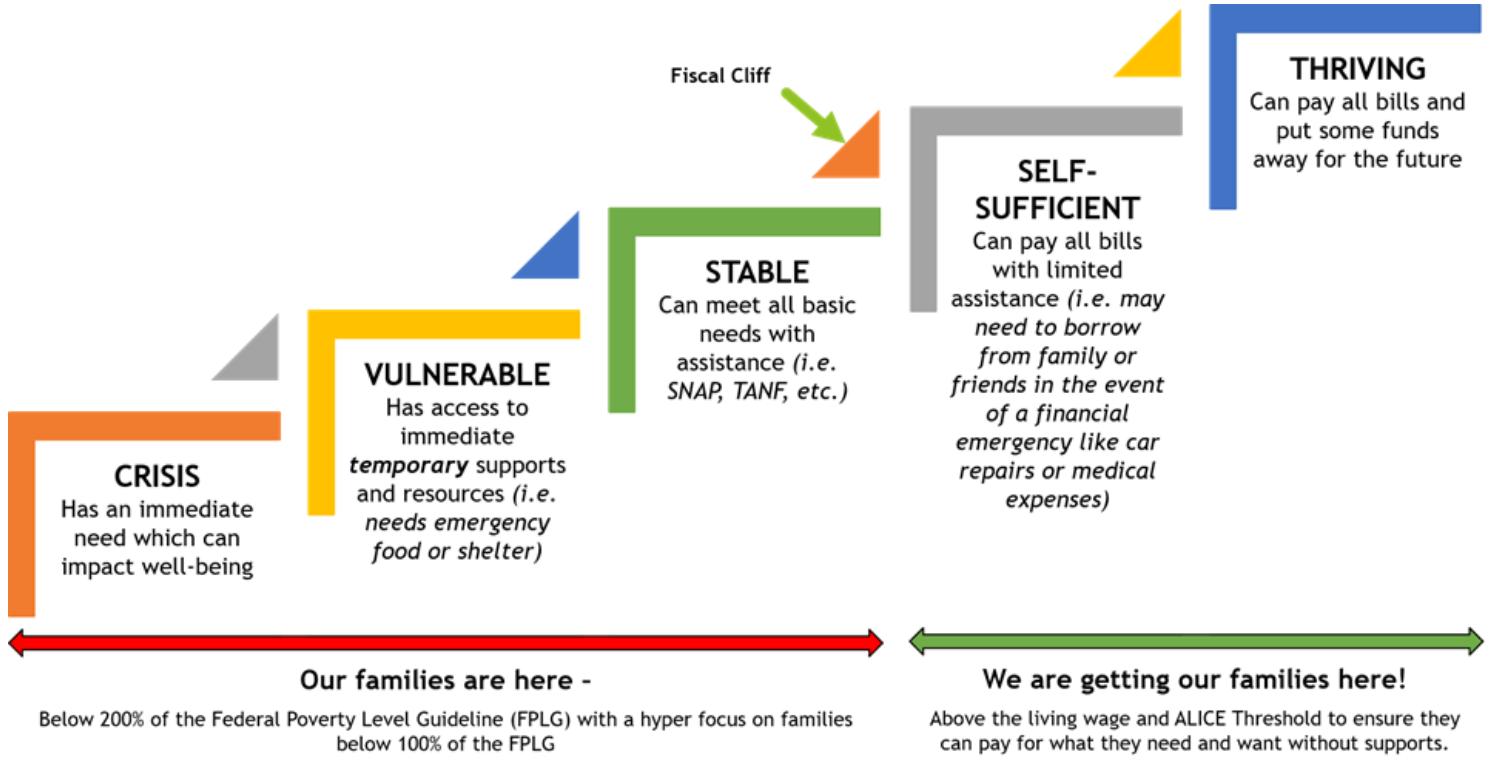 Fiscal Cliff
CRISIS
Has an immediate
need which can
impact well-being
VULNERABLE
Has access to
immediate
temporary supports
and resources (i.e.
needs emergency
food or shelter)
STABLE
Can meet all basic
needs with
assistance (i.e.
SNAP, TANF, etc.)
SELF-
SUFFICIENT
Can pay all bills
with limited
assistance (i.e. may
need to borrow
from family or
friends in the event
of a financial
emergency like car
repairs or medical
expenses)
THRIVING
Can pay all bills and
put some funds
away for the future
Our families are here -
Below 200% of the Federal Poverty Level Guideline (FPLG) with a hyper focus on families
below 100% of the FPLG
We are getting our families here!
Above the living wage and ALICE Threshold to ensure they
can pay for what they need and want without supports.